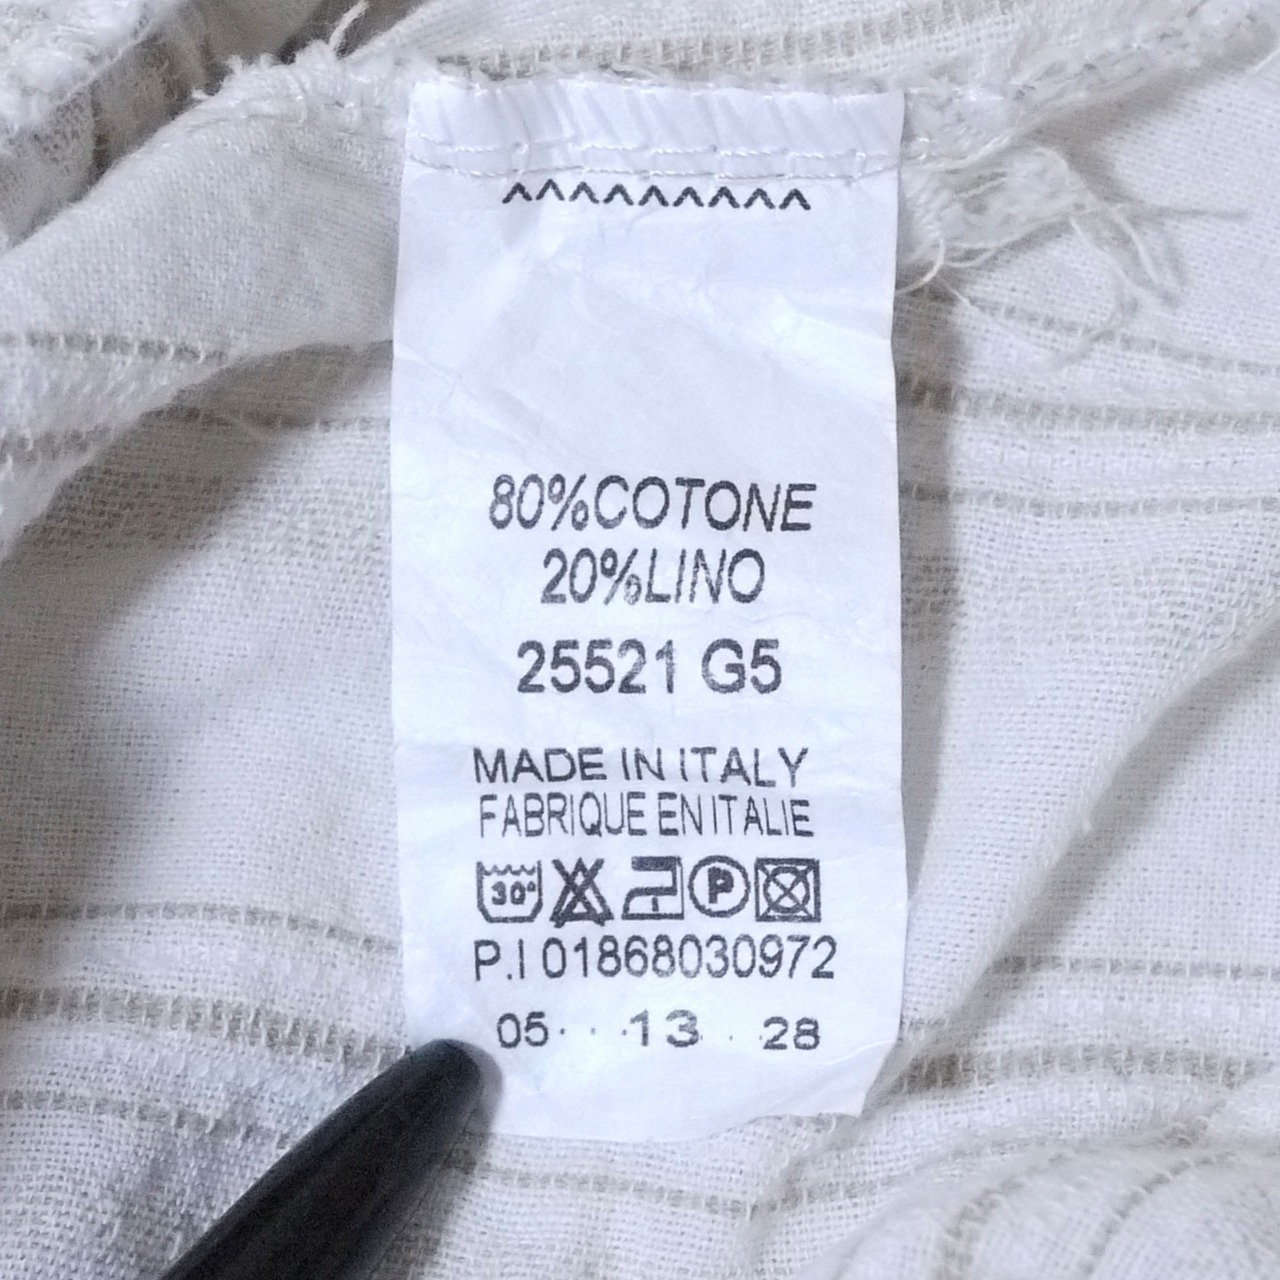 ^^^^^^^^^
80%COTONE
20%LINO
25521 G5
MADE IN ITALY
FABRIQUE EN ITALIE
30° P
P.I 01868030972
05 · · · 13 . . 28